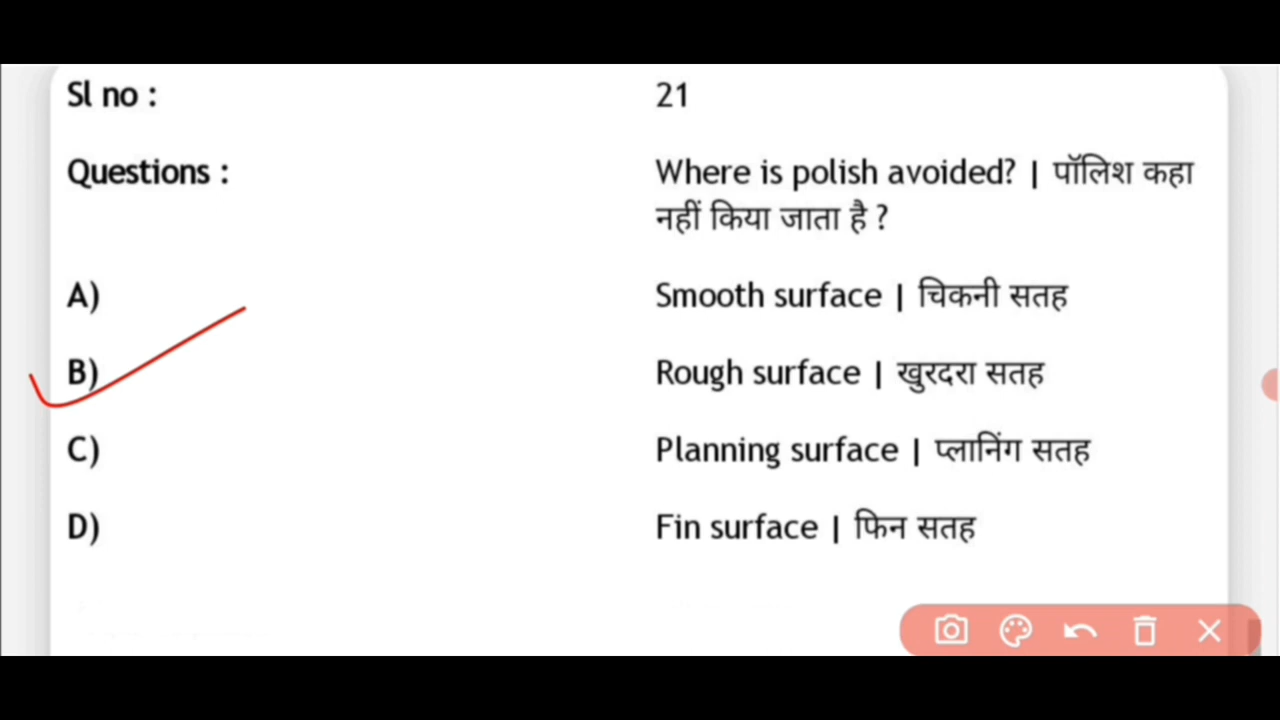 Sl no : 21
Questions : Where is polish avoided? | पॉलिश कहा
नहीं किया जाता है ?
A) Smooth surface | चिकनी सतह
B) Rough surface | खुरदरा सतह
C) Planning surface | प्लानिंग सतह
D) Fin surface | फिन सतह